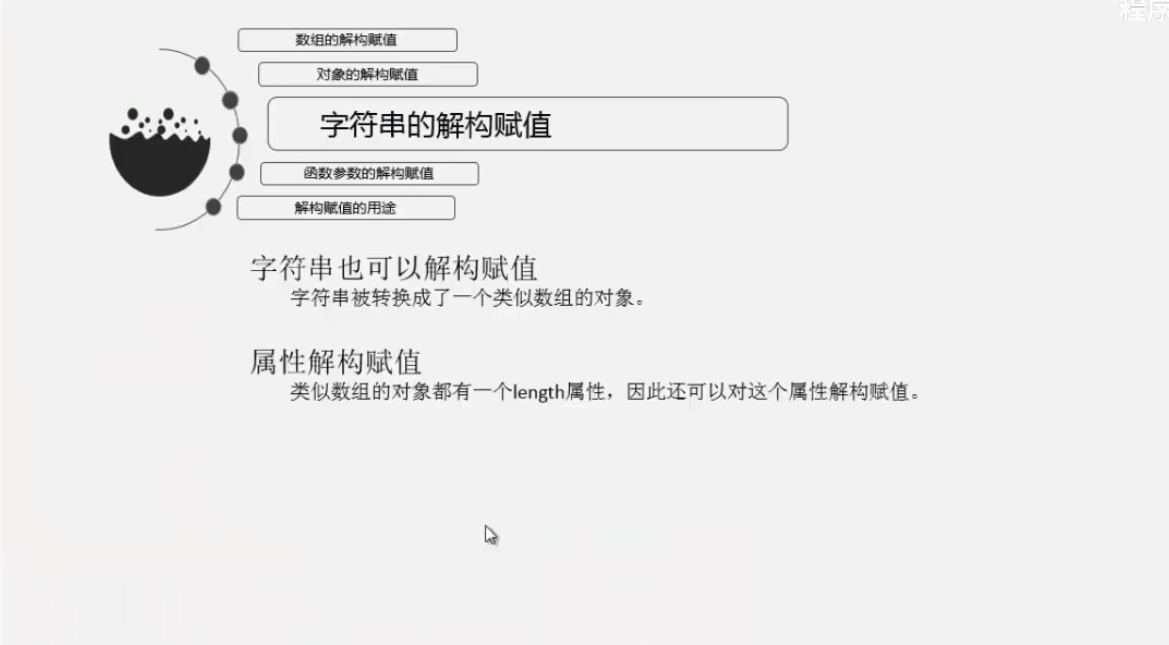 程序
数组的解构赋值
对象的解构赋值
字符串的解构赋值
函数参数的解构赋值
解构赋值的用途
字符串也可以解构赋值
字符串被转换成了一个类似数组的对象。
属性解构赋值
类似数组的对象都有一个length属性，因此还可以对这个属性解构赋值。